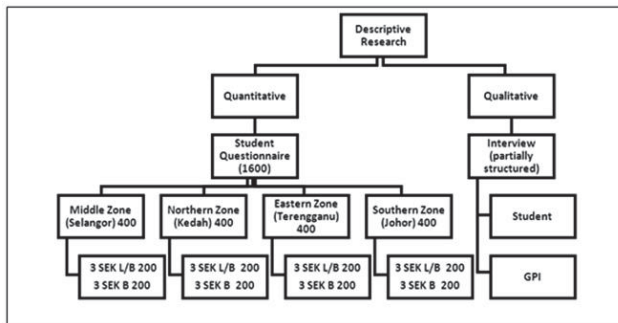 Descriptive
Research
Quantitative
Qualitative
Student
Questionnaire
(1600)
Interview
(partially
structured)
Middle Zone
(Selangor) 400
Northern Zone
(Kedah) 400
Eastern Zone
(Terengganu)
400
Southern Zone
(Johor) 400
Student
3 SEK L/B 200
3 SEK B 200
3 SEK L/B 200
3 SEK B 200
3 SEK L/B 200
3 SEK B 200
3 SEK L/B 200
3 SEK B 200
GPI